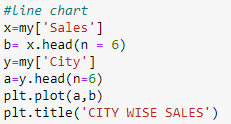 #line chart
x=my['Sales']
b= x.head(n = 6)
y=my['City']
a=y.head(n=6)
plt.plot(a,b)
plt.title('CITY WISE SALES')